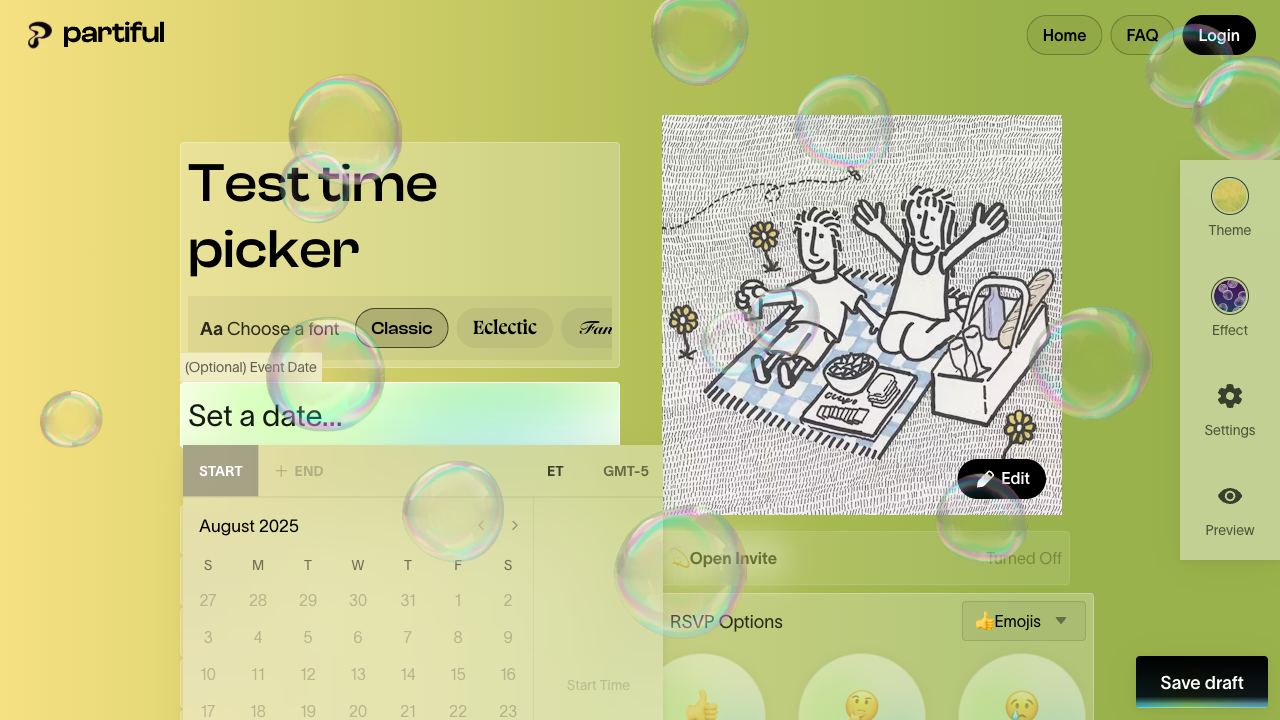 partiful
Home
FAQ
Login
Test time
picker
Aa Choose a font
Classic
Eclectic
Fan
(Optional) Event Date
Set a date...
START
+ END
ET
GMT-5
August 2025
S M T W T F S
27 28 29 30 31 1 2
3 4 5 6 7 8 9
10 11 12 13 14 15 16
17 18 19 20 21 22 23
Start Time
Edit
💫Open Invite
Turned Off
RSVP Options
👍Emojis
Theme
Effect
Settings
Preview
Save draft